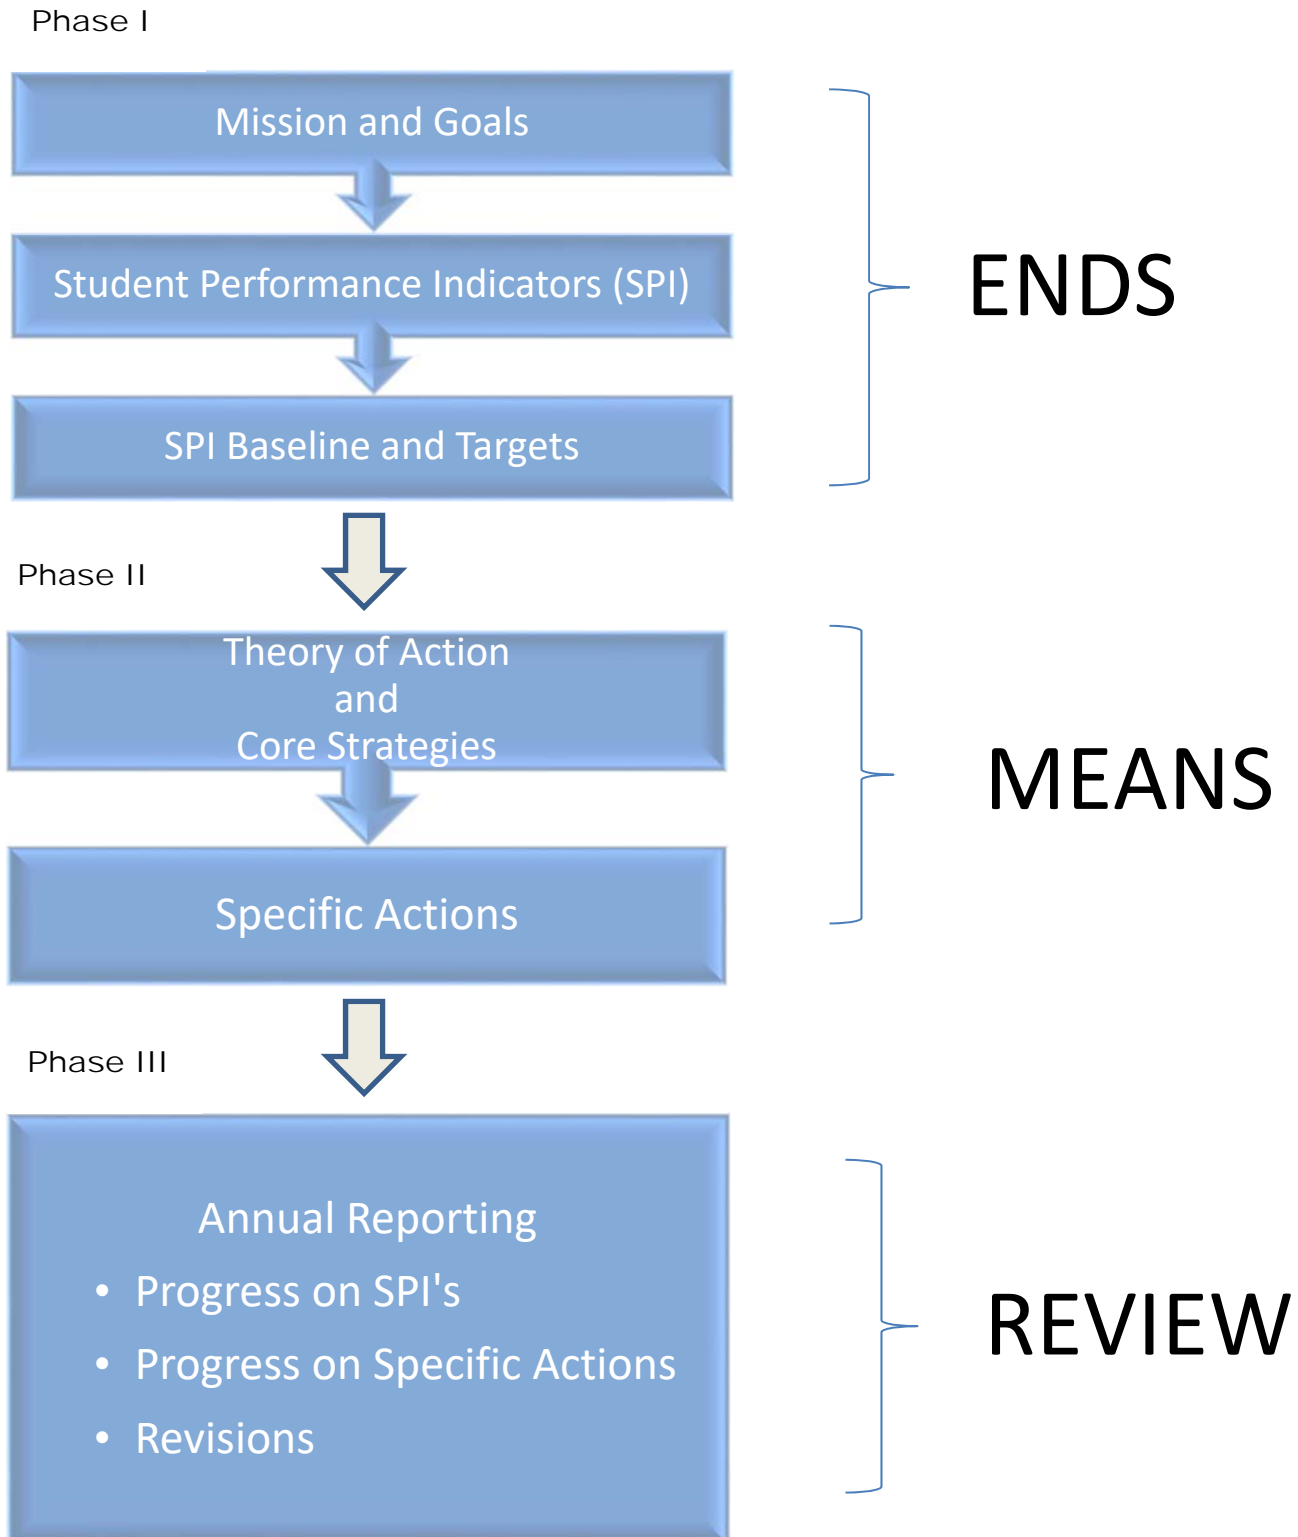 Phase I
Mission and Goals
Student Performance Indicators (SPI)
SPI Baseline and Targets
ENDS
Phase II
Theory of Action
and
Core Strategies
Specific Actions
MEANS
Phase III
Annual Reporting
• Progress on SPI's
• Progress on Specific Actions
• Revisions
REVIEW